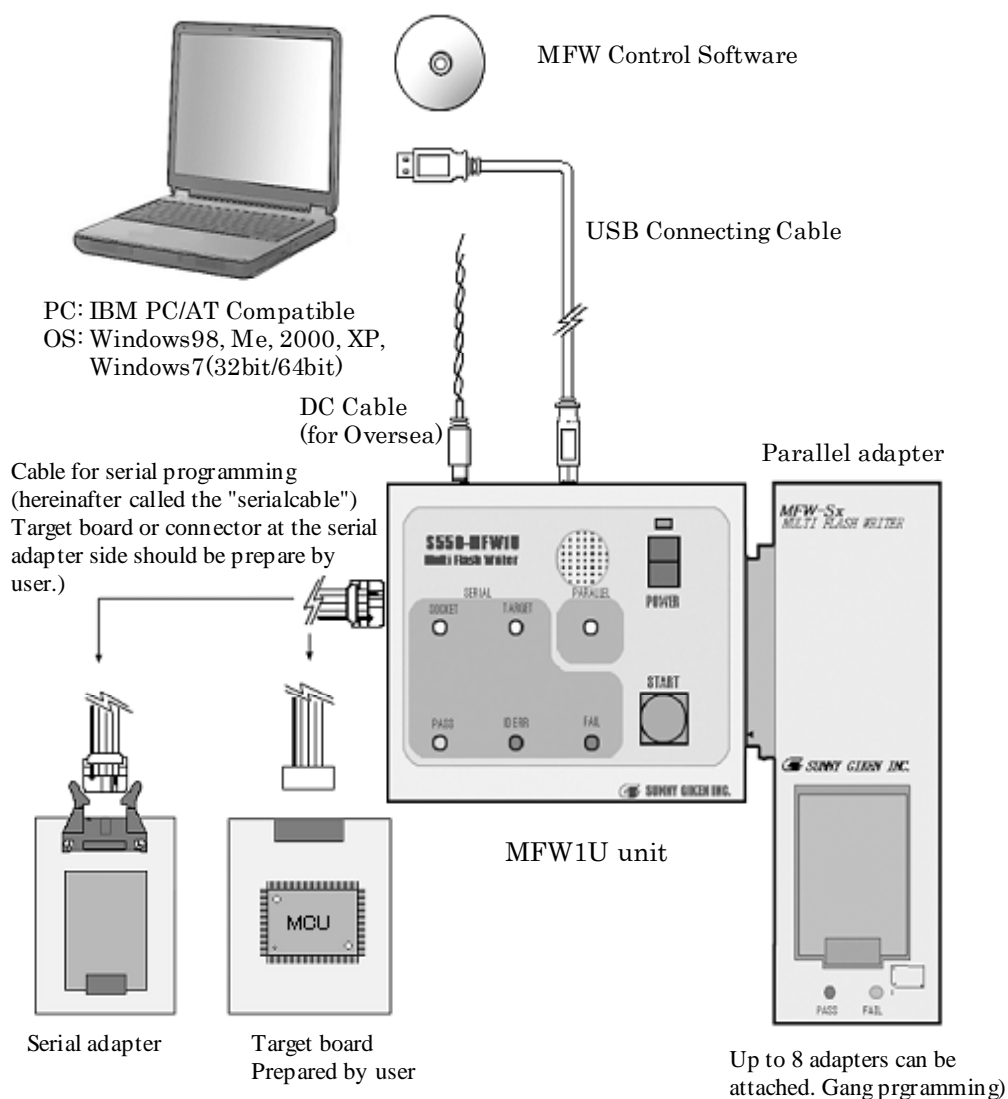 MFW Control Software
USB Connecting Cable
PC: IBM PC/AT Compatible
OS: Windows98, Me, 2000, XP,
Windows7(32bit/64bit)
DC Cable
(for Oversea)
Parallel adapter
Cable for serial programming
(hereinafter called the "serialcable")
Target board or connector at the serial
adapter side should be prepare by
user.)
S550-MFW1U
Multi Flash Writer
SERIAL
PARALLEL
SOCKET
TARGET
POWER
START
PASS
ID ERR
FAIL
SUNNY GIKEN INC.
MFW-Sx
MULTI FLASH WRITER
SUNNY GIKEN INC.
PASS
FAIL
MFW1U unit
MCU
Serial adapter
Target board
Prepared by user
Up to 8 adapters can be
attached. Gang prgramming)